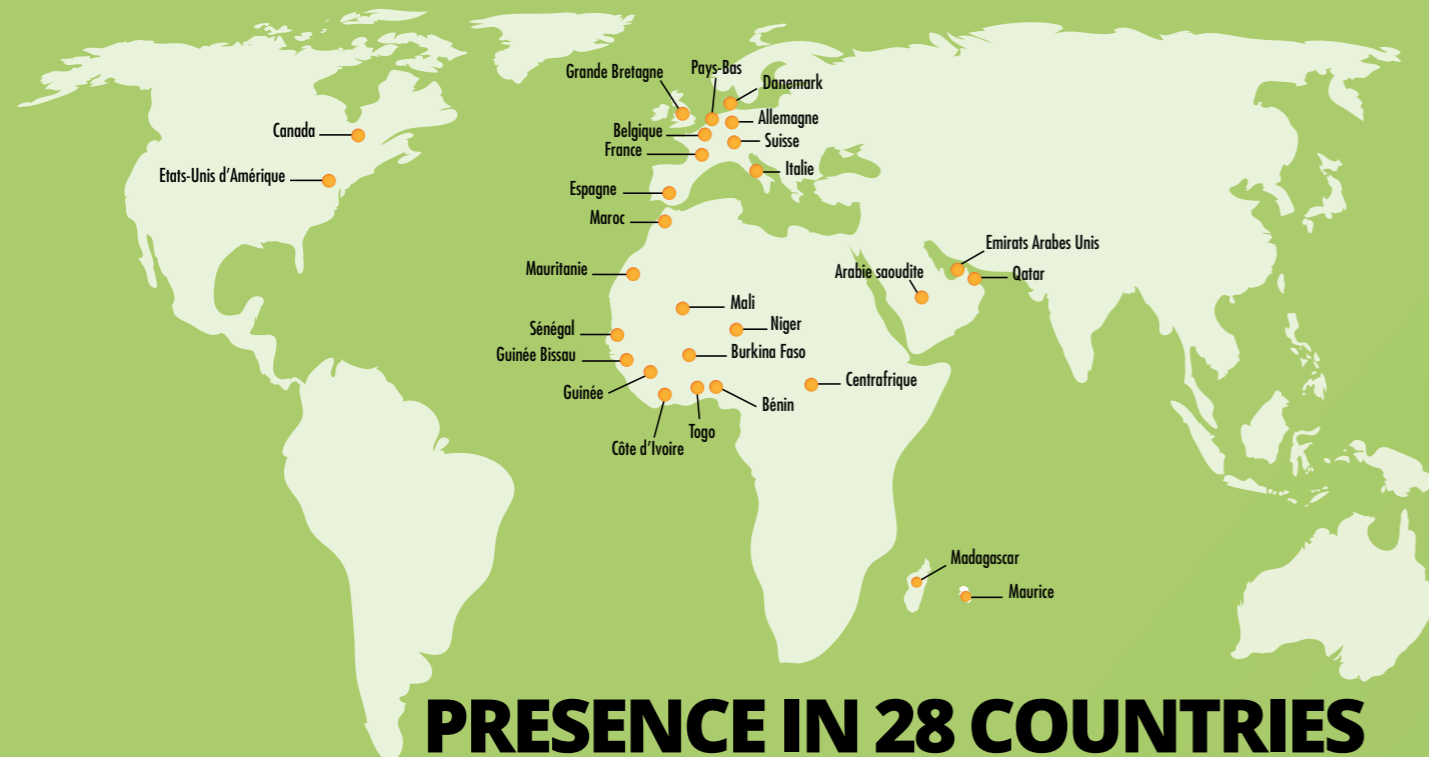 Grande Bretagne
Pays-Bas
Danemark
Canada
Belgique
Allemagne
France
Suisse
Etats-Unis d'Amérique
Italie
Espagne
Maroc
Emirats Arabes Unis
Mauritanie
Arabie saoudite
Qatar
Mali
Sénégal
Niger
Guinée Bissau
Burkina Faso
Guinée
Centrafrique
Bénin
Togo
Côte d'Ivoire
Madagascar
Maurice
PRESENCE IN 28 COUNTRIES